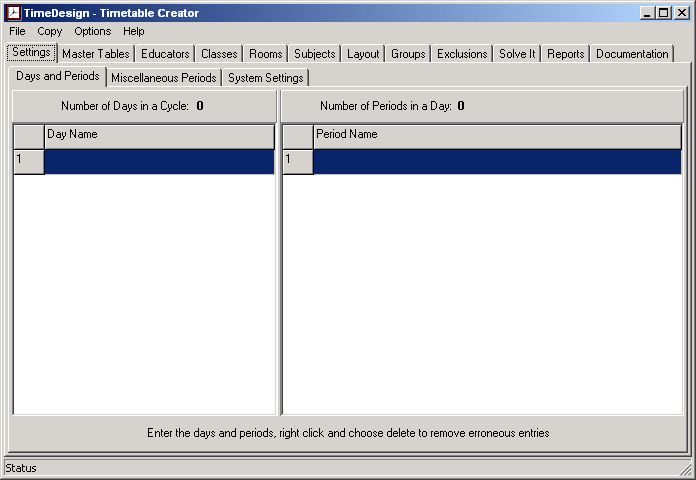 TimeDesign - Timetable Creator
File Copy Options Help
Settings Master Tables Educators Classes Rooms Subjects Layout Groups Exclusions Solve It Reports Documentation
Days and Periods Miscellaneous Periods System Settings
Number of Days in a Cycle: 0 Number of Periods in a Day: 0
Day Name Period Name
1 1
Enter the days and periods, right click and choose delete to remove erroneous entries
Status